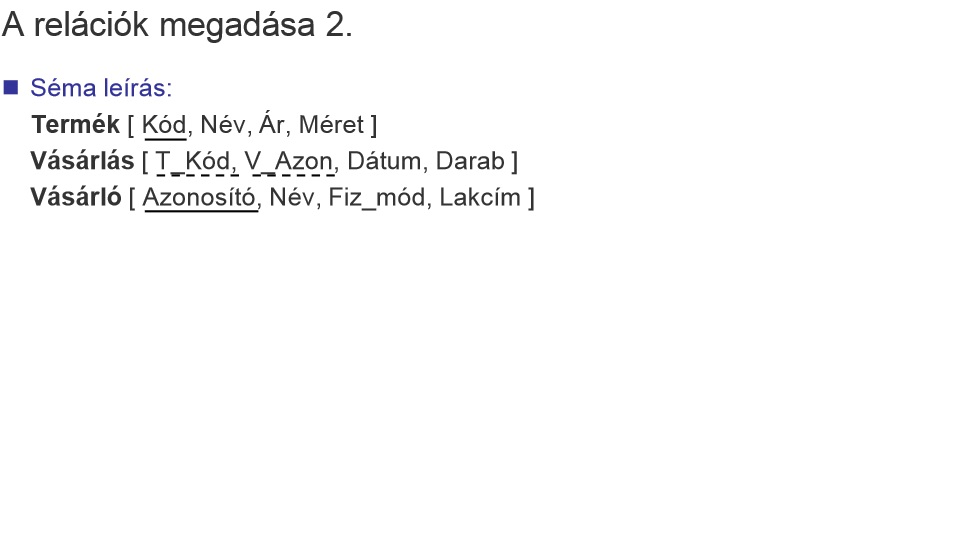 A relációk megadása 2.
Séma leírás:
Termék [ Kód, Név, Ár, Méret ]
Vásárlás [ T_Kód, V_Azon, Dátum, Darab ]
Vásárló [ Azonosító, Név, Fiz_mód, Lakcím ]